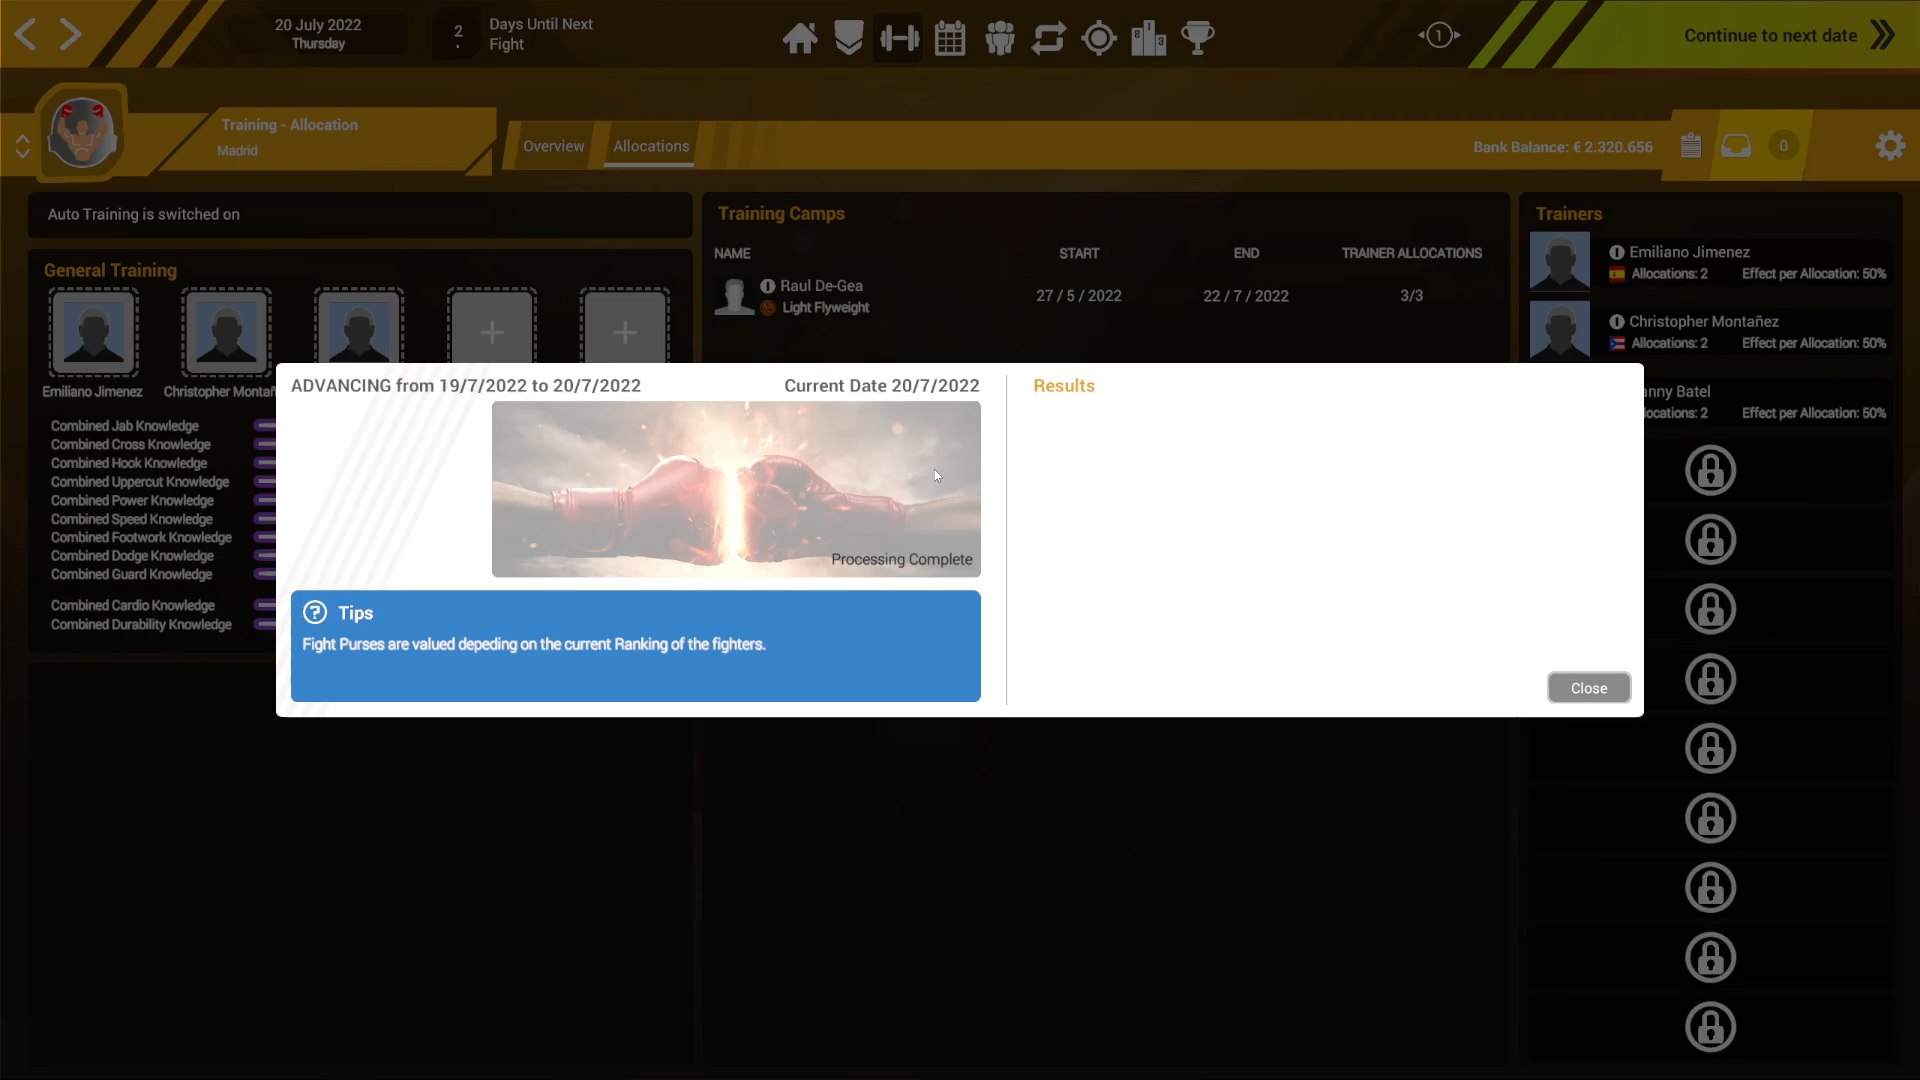 20 July 2022
Thursday
2
Days Until Next
Fight
8
3
1
Continue to next date
Training - Allocation
Madrid
Overview
Allocations
Bank Balance: € 2.320.656
0
Auto Training is switched on
General Training
Emiliano Jimenez
Christopher Montañ
Combined Jab Knowledge
Combined Cross Knowledge
Combined Hook Knowledge
Combined Uppercut Knowledge
Combined Power Knowledge
Combined Speed Knowledge
Combined Footwork Knowledge
Combined Dodge Knowledge
Combined Guard Knowledge
Combined Cardio Knowledge
Combined Durability Knowledge
Training Camps
NAME
START
END
TRAINER ALLOCATIONS
Raul De-Gea
Light Flyweight
27 / 5 / 2022
22 / 7 / 2022
3/3
Trainers
Emiliano Jimenez
Allocations: 2
Effect per Allocation: 50%
Christopher Montañez
Allocations: 2
Effect per Allocation: 50%
anny Batel
locations: 2
Effect per Allocation: 50%
ADVANCING from 19/7/2022 to 20/7/2022
Current Date 20/7/2022
Processing Complete
Tips
Fight Purses are valued depeding on the current Ranking of the fighters.
Results
Close